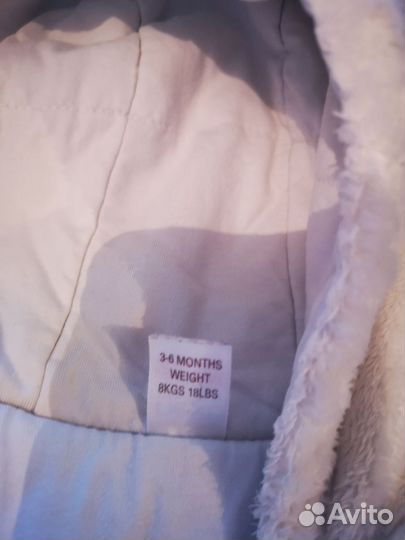 3-6 MONTHS
WEIGHT
8KGS 18LBS
Avito